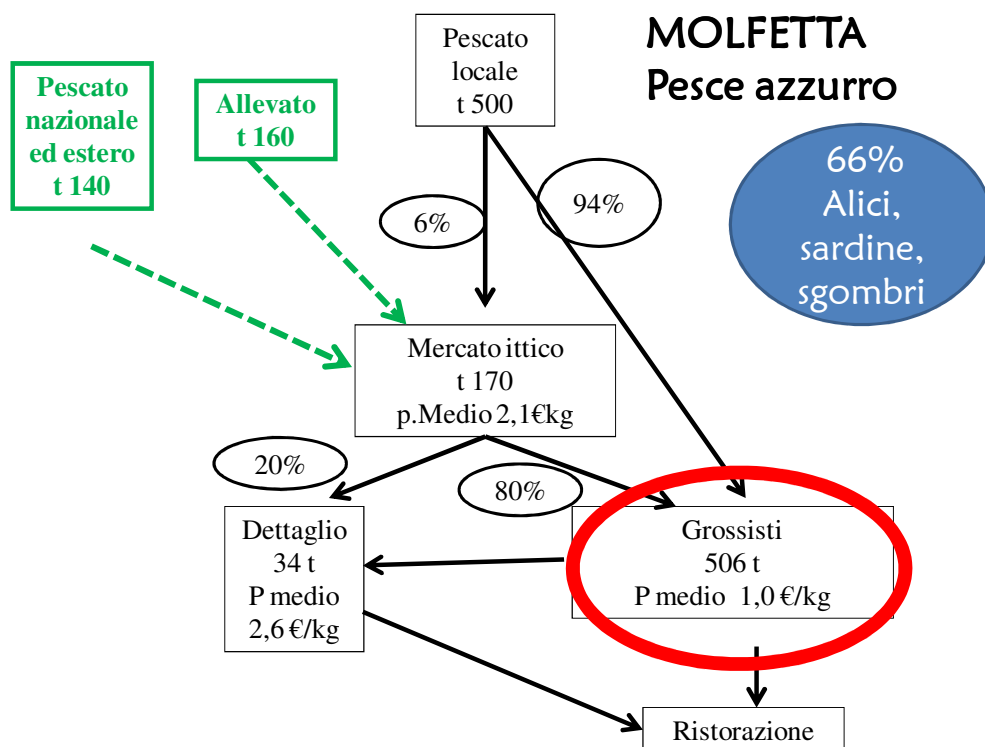 MOLFETTA
Pesce azzurro
Pescato
locale
t 500
Pescato
nazionale
ed estero
t 140
Allevato
t 160
66%
Alici,
sardine,
sgombri
6%
94%
Mercato ittico
t 170
p.Medio 2,1€kg
20%
80%
Dettaglio
34 t
P medio
2,6 €/kg
Grossisti
506 t
P medio 1,0 €/kg
Ristorazione